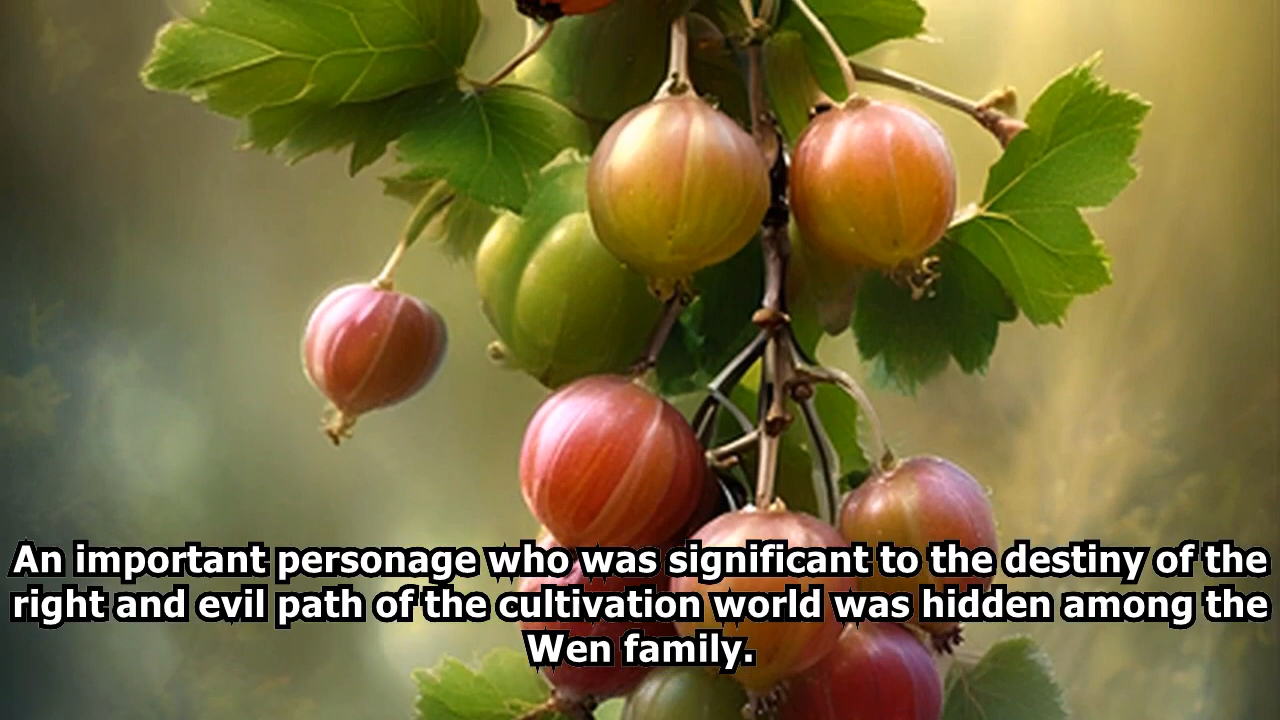 An important personage who was significant to the destiny of the
right and evil path of the cultivation world was hidden among the
Wen family.